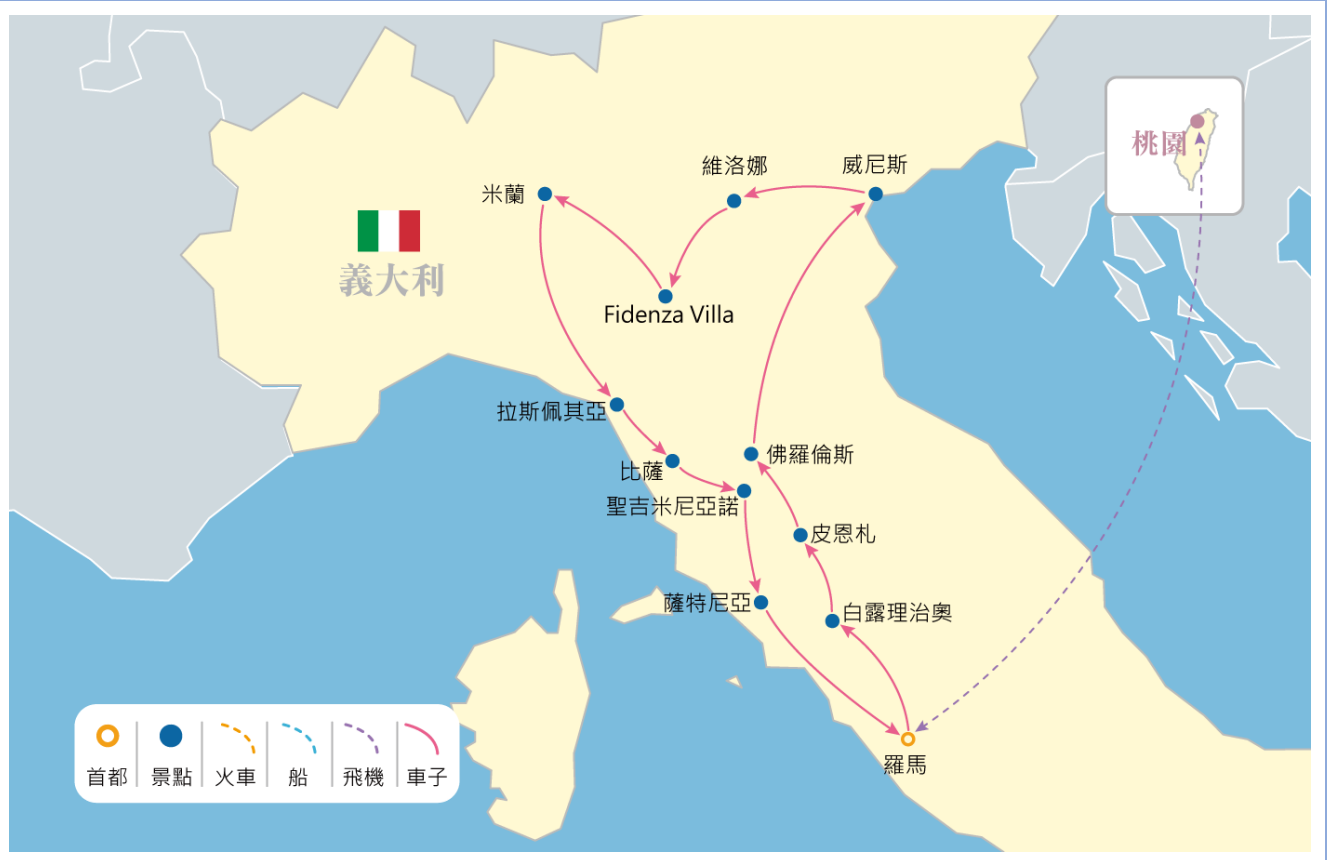 桃園
維洛娜
威尼斯
米蘭
義大利
Fidenza Villa
拉斯佩其亞
佛羅倫斯
比薩
聖吉米尼亞諾
皮恩札
薩特尼亞
白露理治奧
羅馬
首都
景點
火車
船
飛機
車子